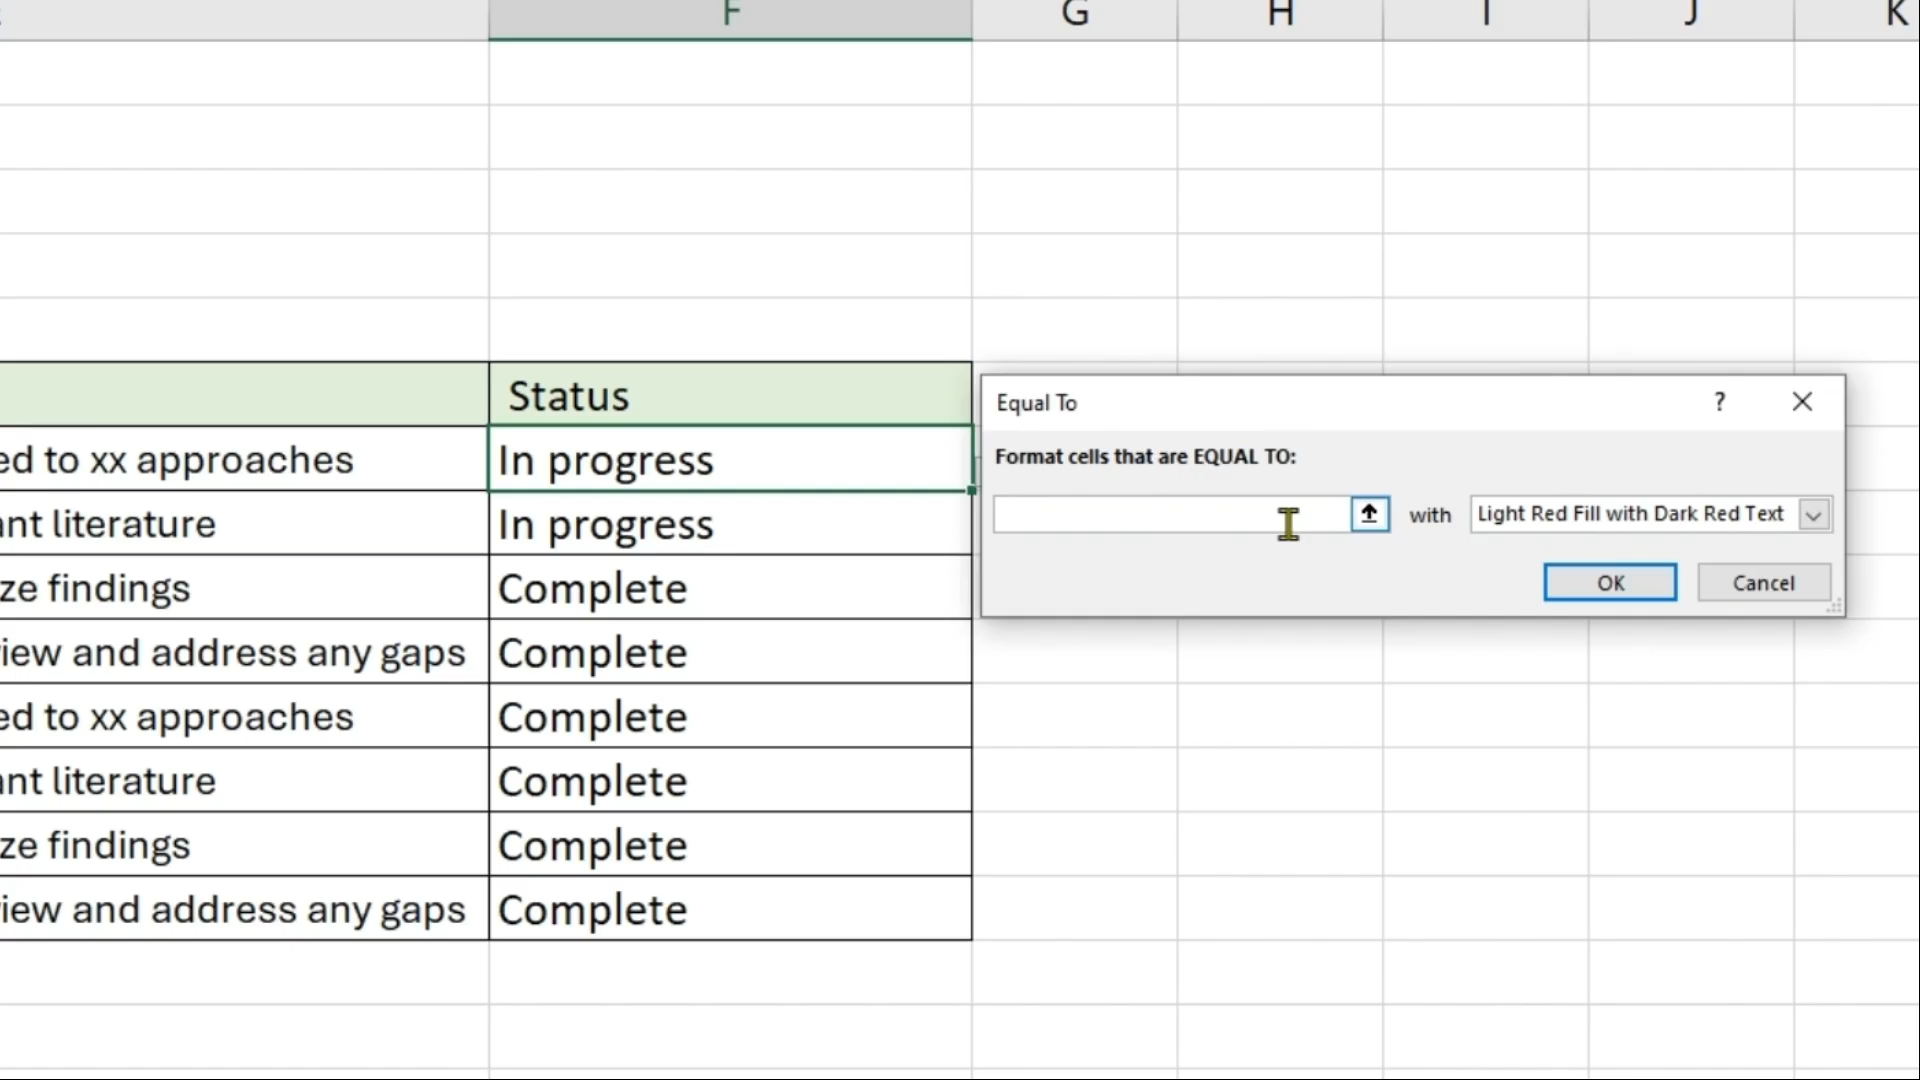 F G H I J K
Status
ed to xx approaches In progress
ant literature In progress
ze findings Complete
iew and address any gaps Complete
ed to xx approaches Complete
ant literature Complete
ze findings Complete
iew and address any gaps Complete
Equal To ?
Format cells that are EQUAL TO:
with Light Red Fill with Dark Red Text
OK Cancel